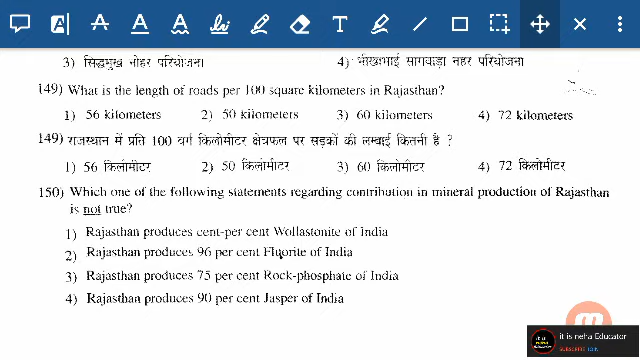 3) सिद्धमुख नोहर परियोजना 4) भीखाभाई सागवाड़ा नहर परियोजना
149) What is the length of roads per 100 square kilometers in Rajasthan?
1) 56 kilometers 2) 50 kilometers 3) 60 kilometers 4) 72 kilometers
149) राजस्थान में प्रति 100 वर्ग किलोमीटर क्षेत्रफल पर सड़कों की लम्बाई कितनी है ?
1) 56 किलोमीटर 2) 50 किलोमीटर 3) 60 किलोमीटर 4) 72 किलोमीटर
150) Which one of the following statements regarding contribution in mineral production of Rajasthan
is not true?
1) Rajasthan produces cent-per cent Wollastonite of India
2) Rajasthan produces 96 per cent Fluorite of India
3) Rajasthan produces 75 per cent Rock-phosphate of India
4) Rajasthan produces 90 per cent Jasper of India
it is neha Educator
SUBSCRIBE JOIN